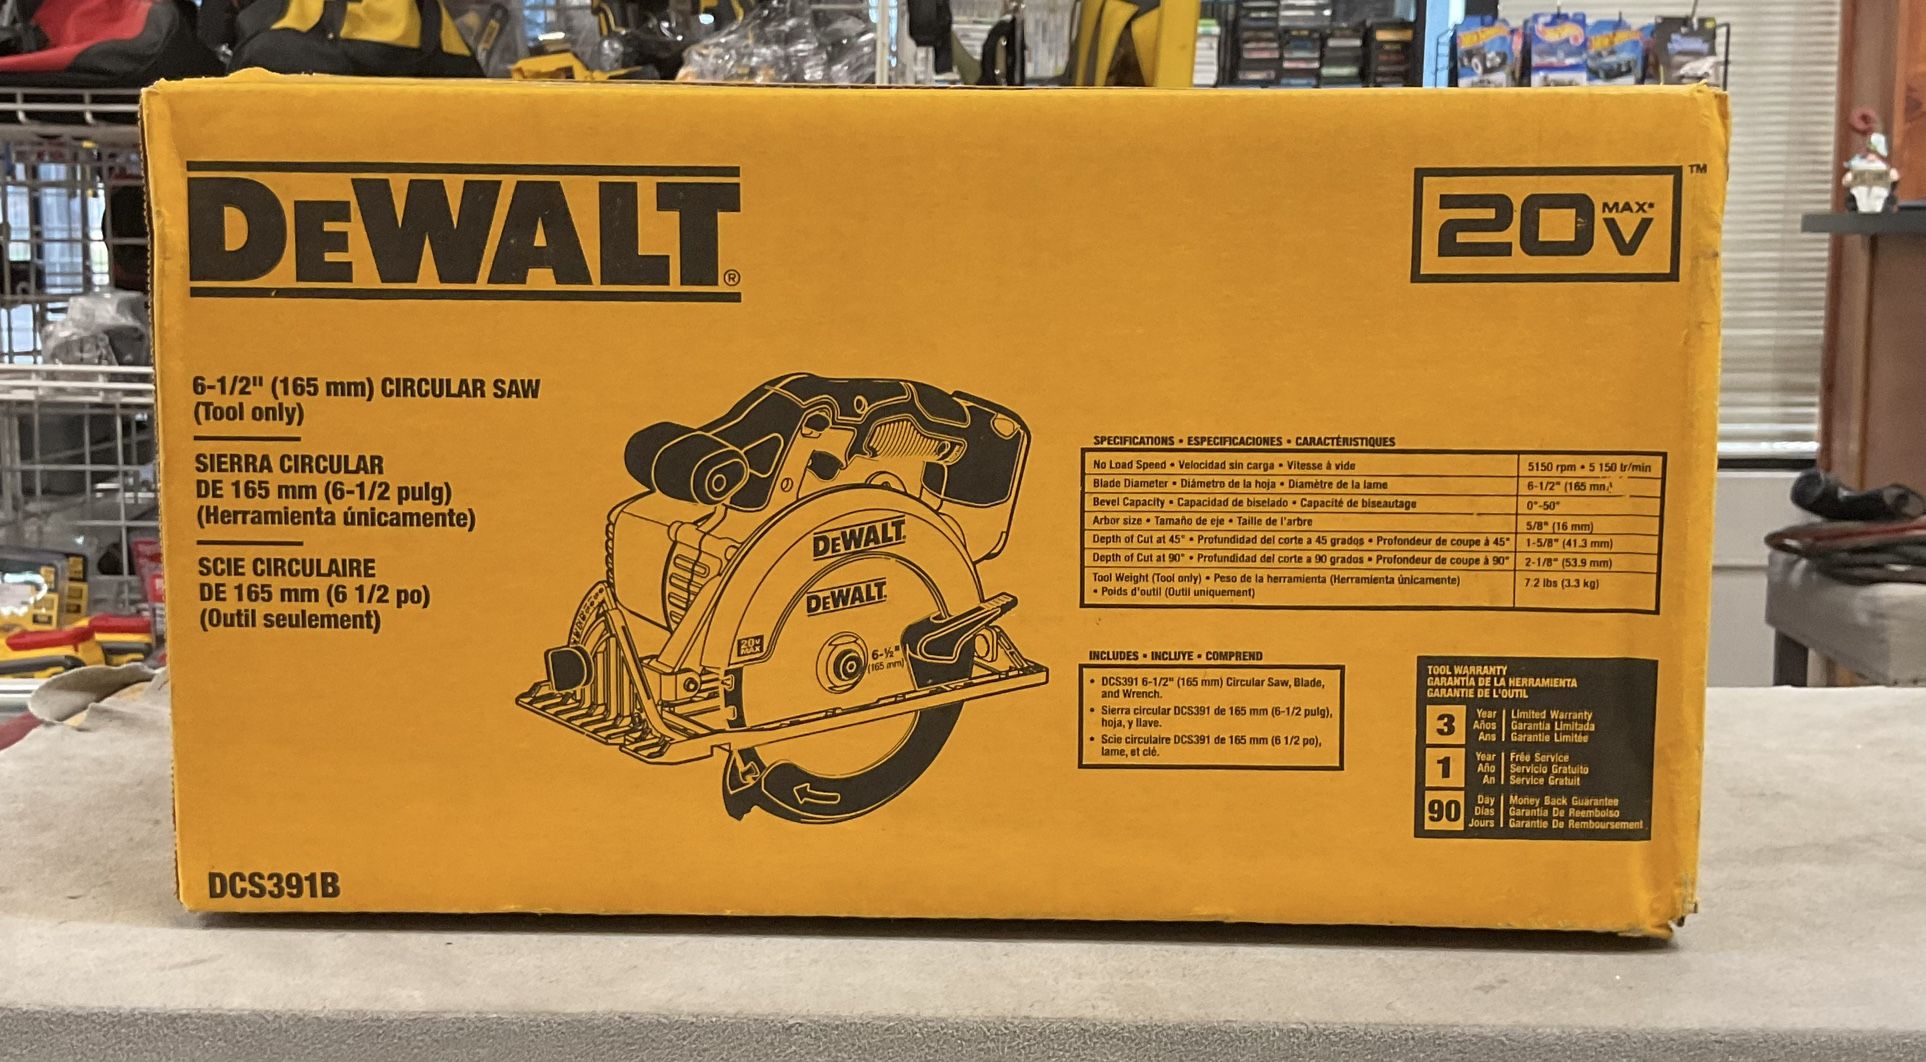 DEWALT®
20V MAX* ™
6-1/2" (165 mm) CIRCULAR SAW
(Tool only)
SIERRA CIRCULAR
DE 165 mm (6-1/2 pulg)
(Herramienta únicamente)
SCIE CIRCULAIRE
DE 165 mm (6 1/2 po)
(Outil seulement)
DCS391B
DEWALT
DEWALT
20V MAX
6-½"
(165 mm)
SPECIFICATIONS • ESPECIFICACIONES • CARACTÉRISTIQUES
No Load Speed • Velocidad sin carga • Vitesse à vide 5150 rpm • 5 150 tr/min
Blade Diameter • Diámetro de la hoja • Diamètre de la lame 6-1/2" (165 mm)
Bevel Capacity • Capacidad de biselado • Capacité de biseautage 0°-50°
Arbor size • Tamaño de eje • Taille de l'arbre 5/8" (16 mm)
Depth of Cut at 45° • Profundidad del corte a 45 grados • Profondeur de coupe à 45° 1-5/8" (41.3 mm)
Depth of Cut at 90° • Profundidad del corte a 90 grados • Profondeur de coupe à 90° 2-1/8" (53.9 mm)
Tool Weight (Tool only) • Peso de la herramienta (Herramienta únicamente) 7.2 lbs (3.3 kg)
• Poids d'outil (Outil uniquement)
INCLUDES • INCLUYE • COMPREND
• DCS391 6-1/2" (165 mm) Circular Saw, Blade,
and Wrench.
• Sierra circular DCS391 de 165 mm (6-1/2 pulg),
hoja, y llave.
• Scie circulaire DCS391 de 165 mm (6 1/2 po),
lame, et clé.
TOOL WARRANTY
GARANTÍA DE LA HERRAMIENTA
GARANTIE DE L'OUTIL
3 Year Limited Warranty
Años Garantía Limitada
Ans Garantie Limitée
1 Year Free Service
Año Servicio Gratuito
An Service Gratuit
90 Day Money Back Guarantee
Días Garantía De Reembolso
Jours Garantie De Remboursement